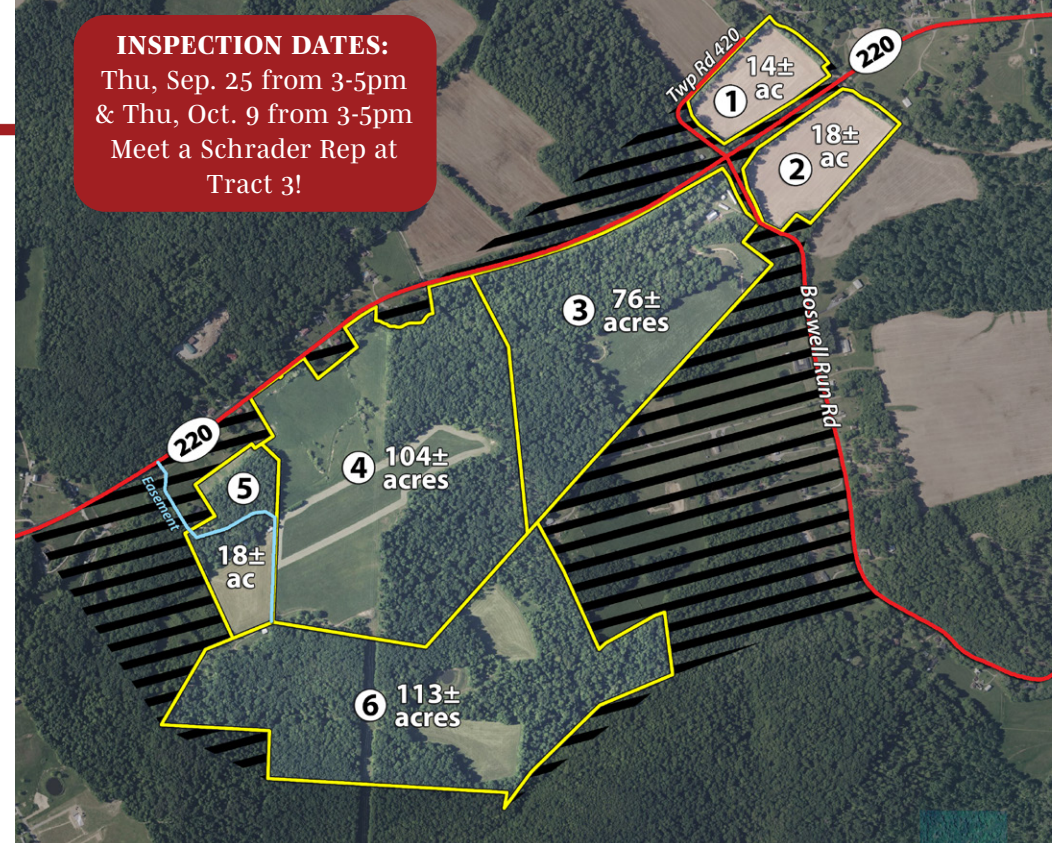 INSPECTION DATES:
Thu, Sep. 25 from 3-5pm
& Thu, Oct. 9 from 3-5pm
Meet a Schrader Rep at
Tract 3!
Twp Rd 420
220
14±
ac
1
18±
ac
2
3
76±
acres
Boswell Run Rd
220
4
104±
acres
Easement
5
18±
ac
6
113±
acres